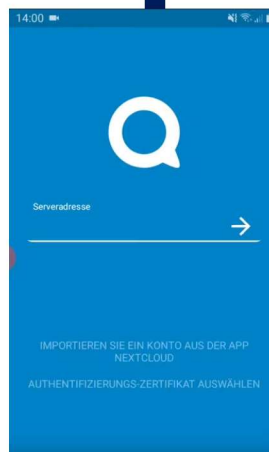 14:00
Serveradresse
IMPORTIEREN SIE EIN KONTO AUS DER APP
NEXTCLOUD
AUTHENTIFIZIERUNGS-ZERTIFIKAT AUSWÄHLEN